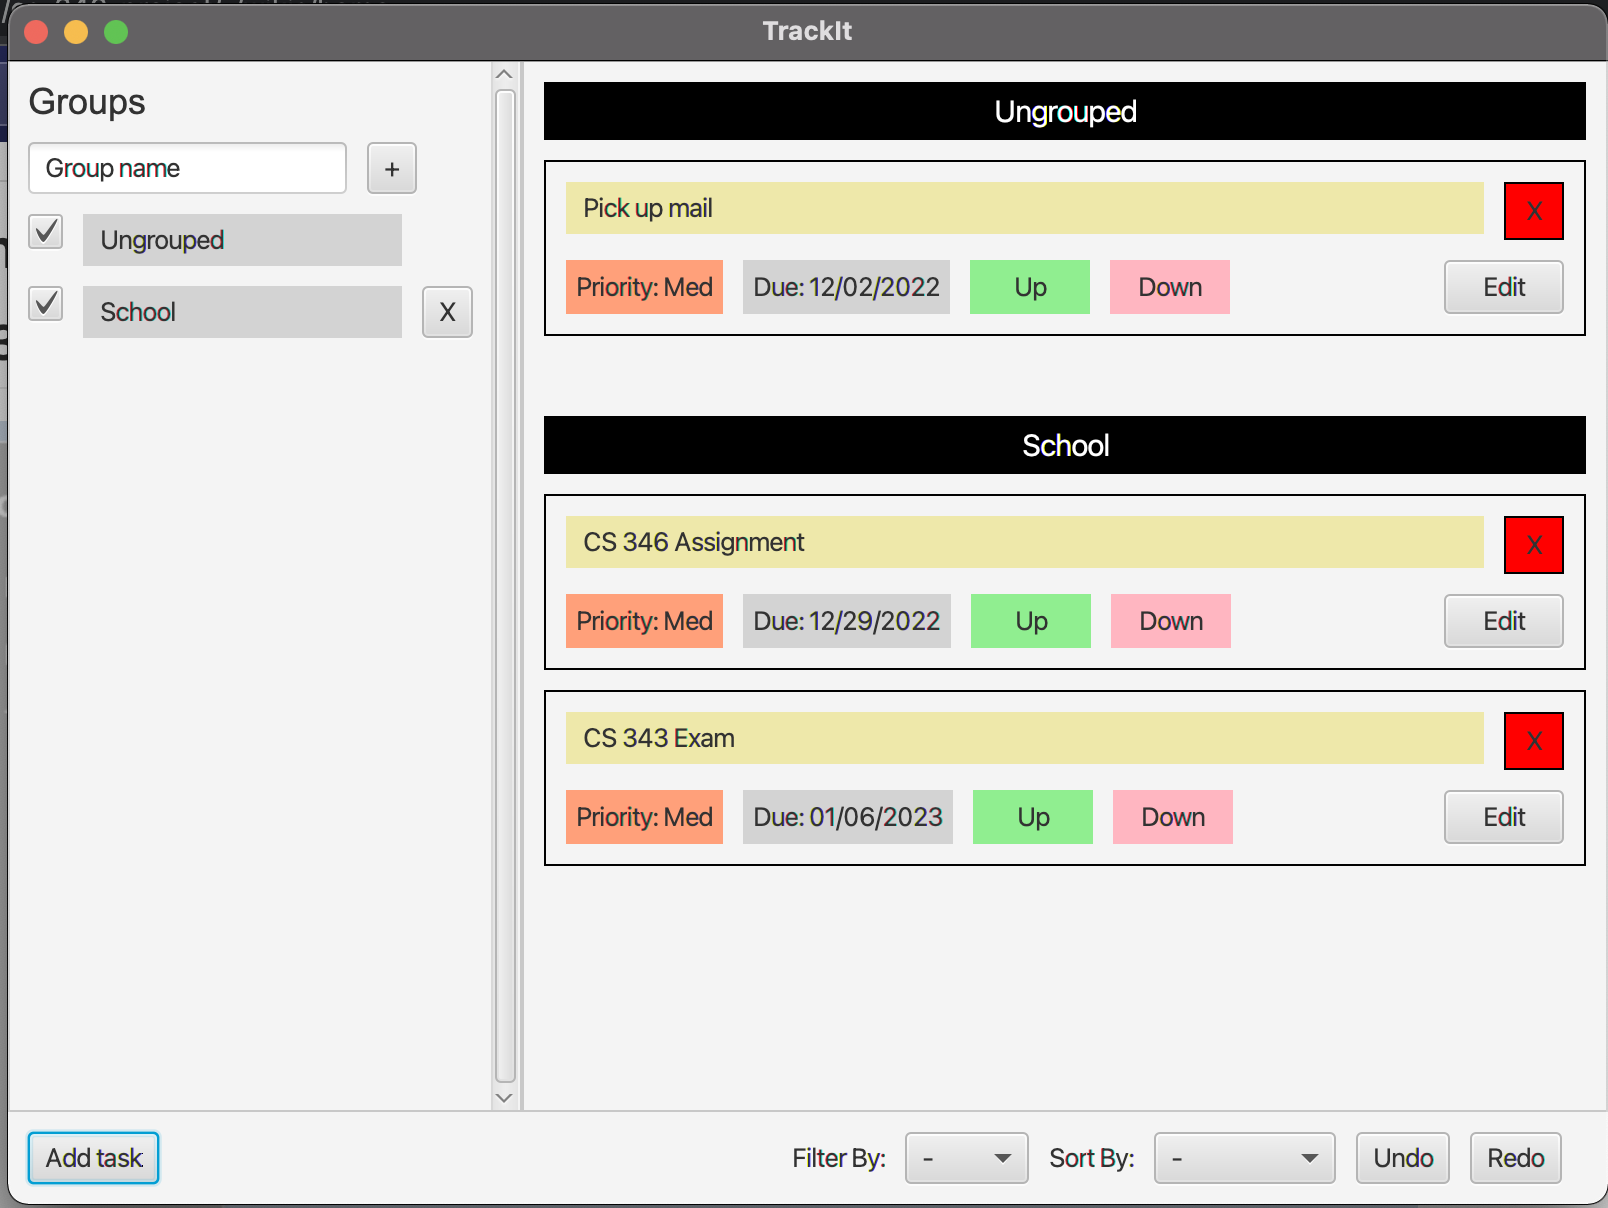 TrackIt
Groups
Group name +
Ungrouped
School X
Ungrouped
Pick up mail X
Priority: Med Due: 12/02/2022 Up Down Edit
School
CS 346 Assignment X
Priority: Med Due: 12/29/2022 Up Down Edit
CS 343 Exam X
Priority: Med Due: 01/06/2023 Up Down Edit
Add task Filter By: - Sort By: - Undo Redo